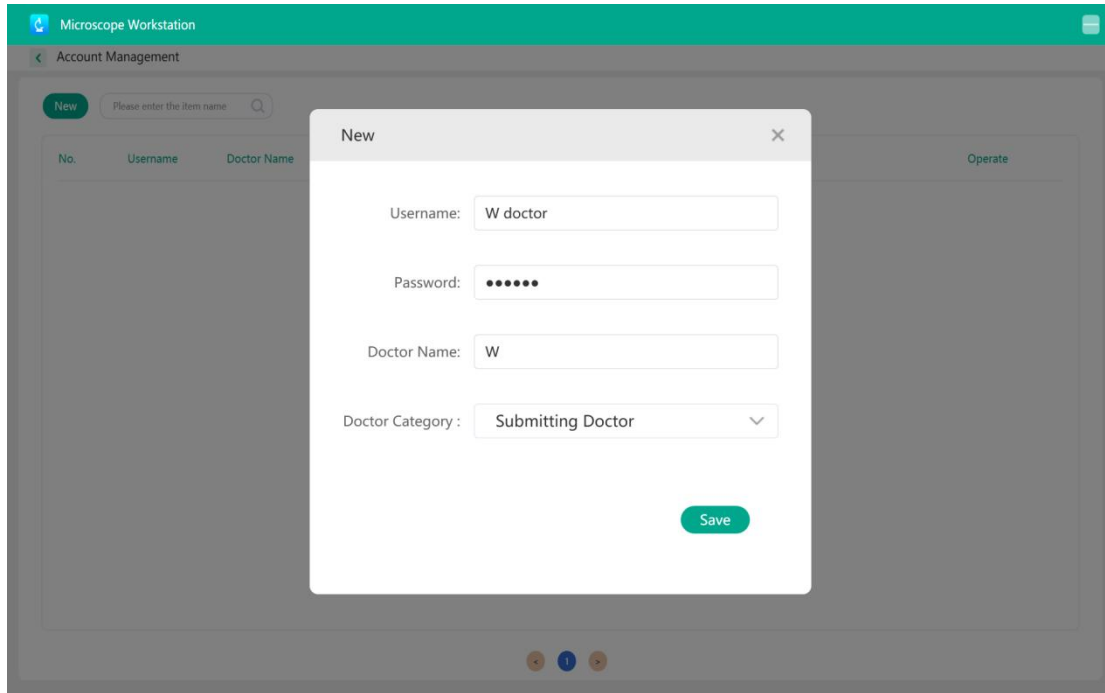 Microscope Workstation
Account Management
New
Please enter the item name
No. Username Doctor Name Operate
New
Username: W doctor
Password: ●●●●●●
Doctor Name: W
Doctor Category : Submitting Doctor
Save
< 1 >